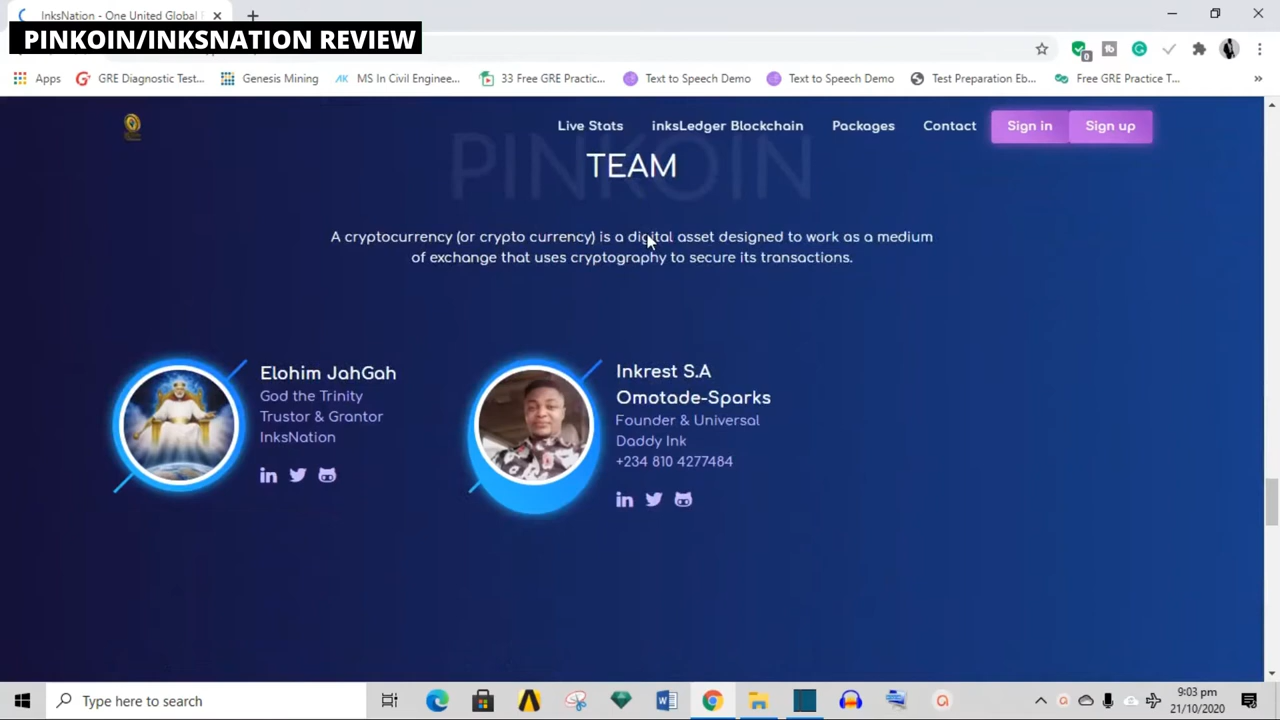 InksNation - One United Global
PINKOIN/INKSNATION REVIEW
Apps GRE Diagnostic Test... Genesis Mining MS In Civil Enginee... 33 Free GRE Practic... Text to Speech Demo Text to Speech Demo Test Preparation Eb... Free GRE Practice T... »
Live Stats inksLedger Blockchain Packages Contact Sign in Sign up
PINKOIN
TEAM
A cryptocurrency (or crypto currency) is a digital asset designed to work as a medium
of exchange that uses cryptography to secure its transactions.
Elohim JahGah
God the Trinity
Trustor & Grantor
InksNation
Inkrest S.A
Omotade-Sparks
Founder & Universal
Daddy Ink
+234 810 4277484
Type here to search
9:03 pm
21/10/2020